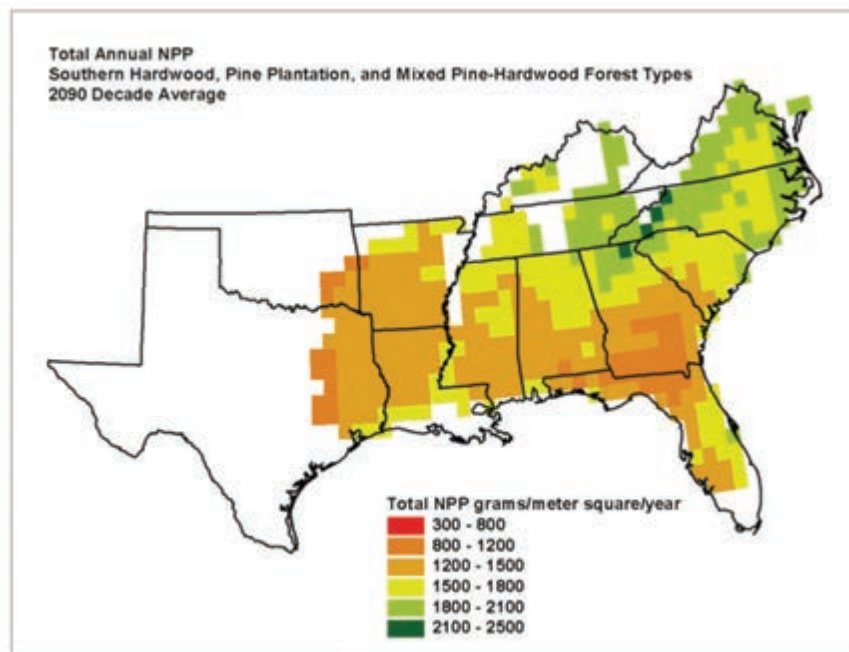 Total Annual NPP
Southern Hardwood, Pine Plantation, and Mixed Pine-Hardwood Forest Types
2090 Decade Average
Total NPP grams/meter square/year
300 - 800
800 - 1200
1200 - 1500
1500 - 1800
1800 - 2100
2100 - 2500